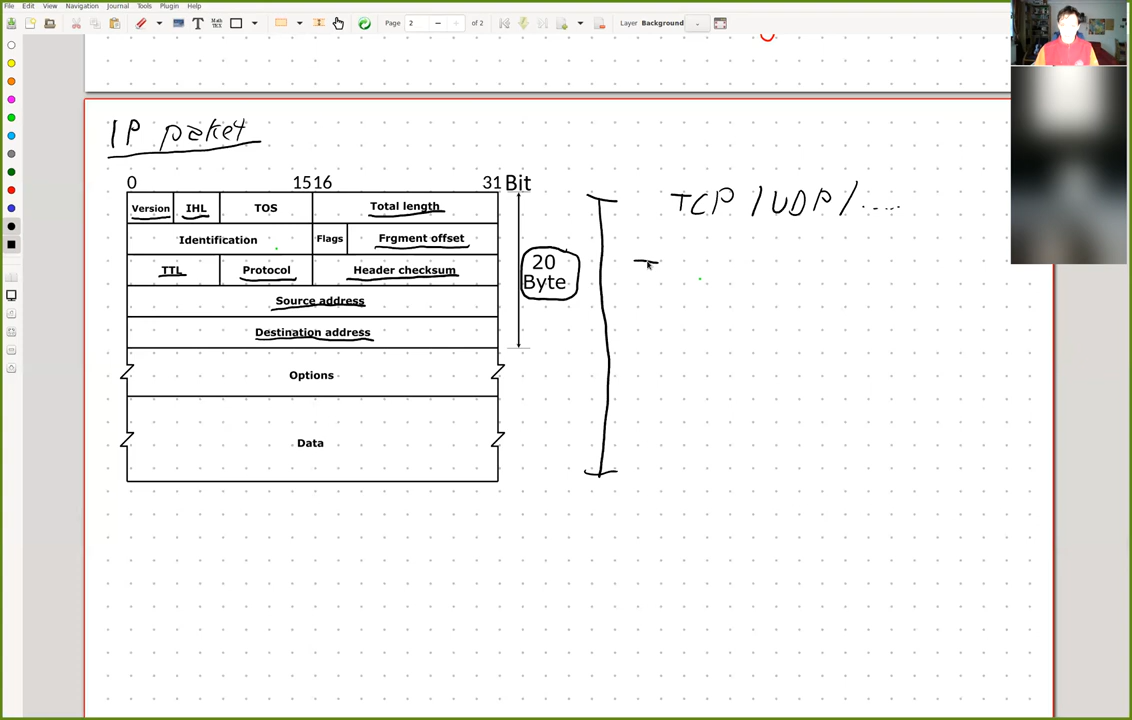 File Edit View Navigation Journal Plugin Help
T Math TEX Page 2 − + of 2 Layer Background
IP paket
0 15 16 31 Bit
Version IHL TOS Total length
Identification Flags Frgment offset
TTL Protocol Header checksum
Source address
Destination address
Options
Data
20
Byte
TCP / UDP / .....